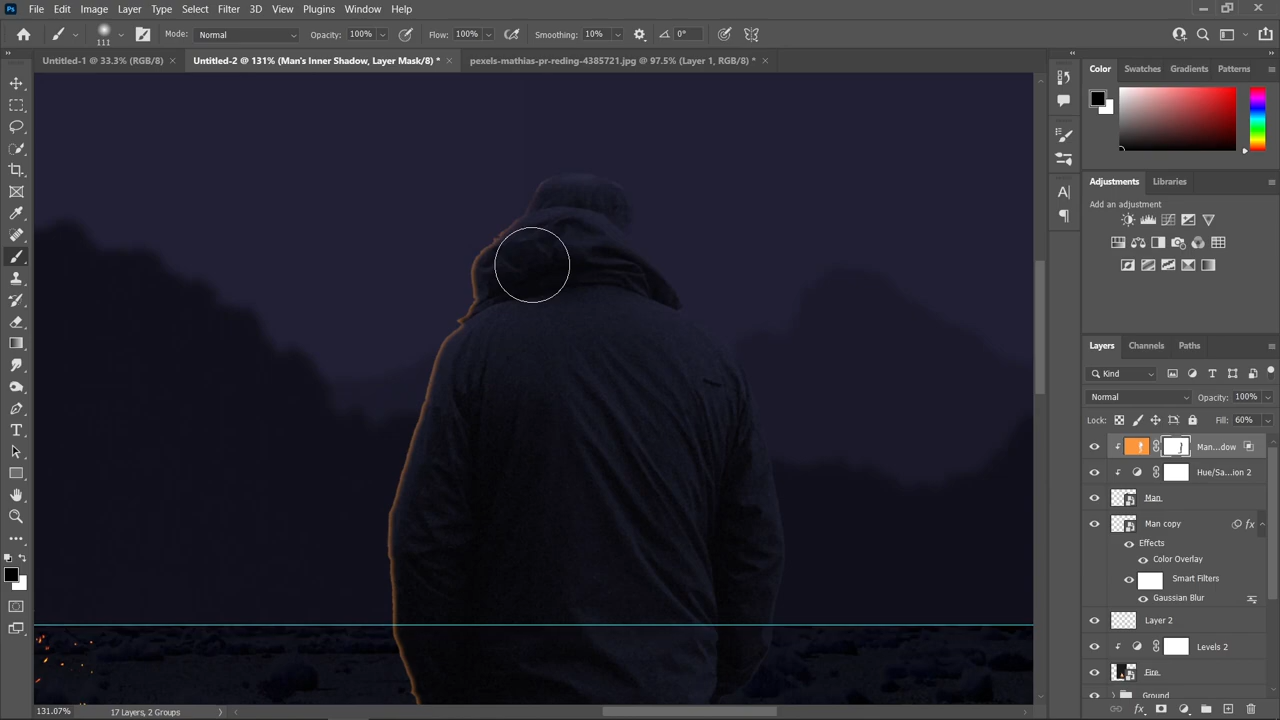 Ps File Edit Image Layer Type Select Filter 3D View Plugins Window Help
111 Mode: Normal Opacity: 100% Flow: 100% Smoothing: 10% 0°
Untitled-1 @ 33.3% (RGB/8) Untitled-2 @ 131% (Man's Inner Shadow, Layer Mask/8) * pexels-mathias-pr-reding-4385721.jpg @ 97.5% (Layer 1, RGB/8) *
Color Swatches Gradients Patterns
Adjustments Libraries
Add an adjustment
Layers Channels Paths
Kind
Normal Opacity: 100%
Lock: Fill: 60%
Man...dow
Hue/Sa...ion 2
Man
Man copy fx
Effects
Color Overlay
Smart Filters
Gaussian Blur
Layer 2
Levels 2
Fire
Ground
131.07% 17 Layers, 2 Groups